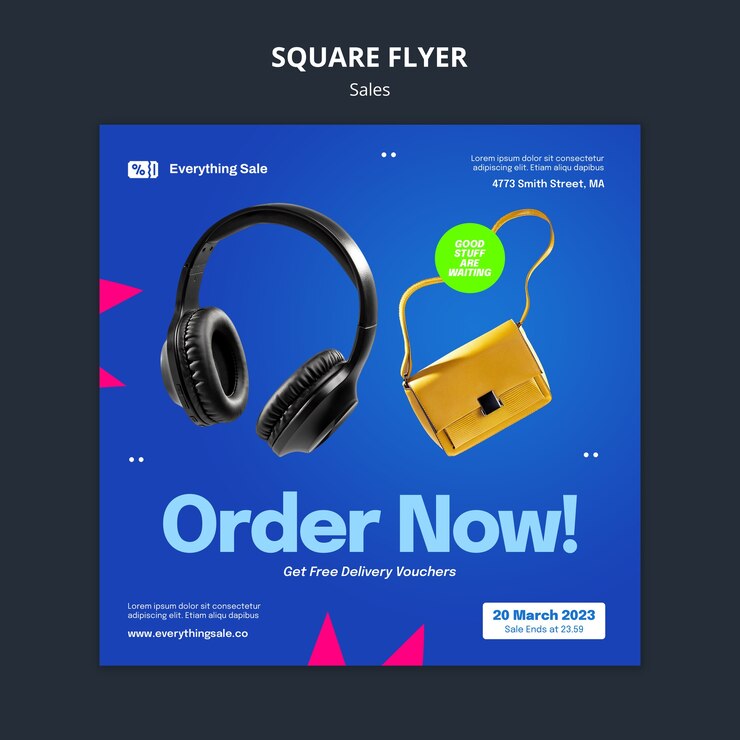 SQUARE FLYER
Sales
Everything Sale
Lorem ipsum dolor sit consectetur
adipiscing elit. Etiam aliqu dapibus
4773 Smith Street, MA
GOOD
STUFF
ARE
WAITING
Order Now!
Get Free Delivery Vouchers
Lorem ipsum dolor sit consectetur
adipiscing elit. Etiam aliqu dapibus
www.everythingsale.co
20 March 2023
Sale Ends at 23.59